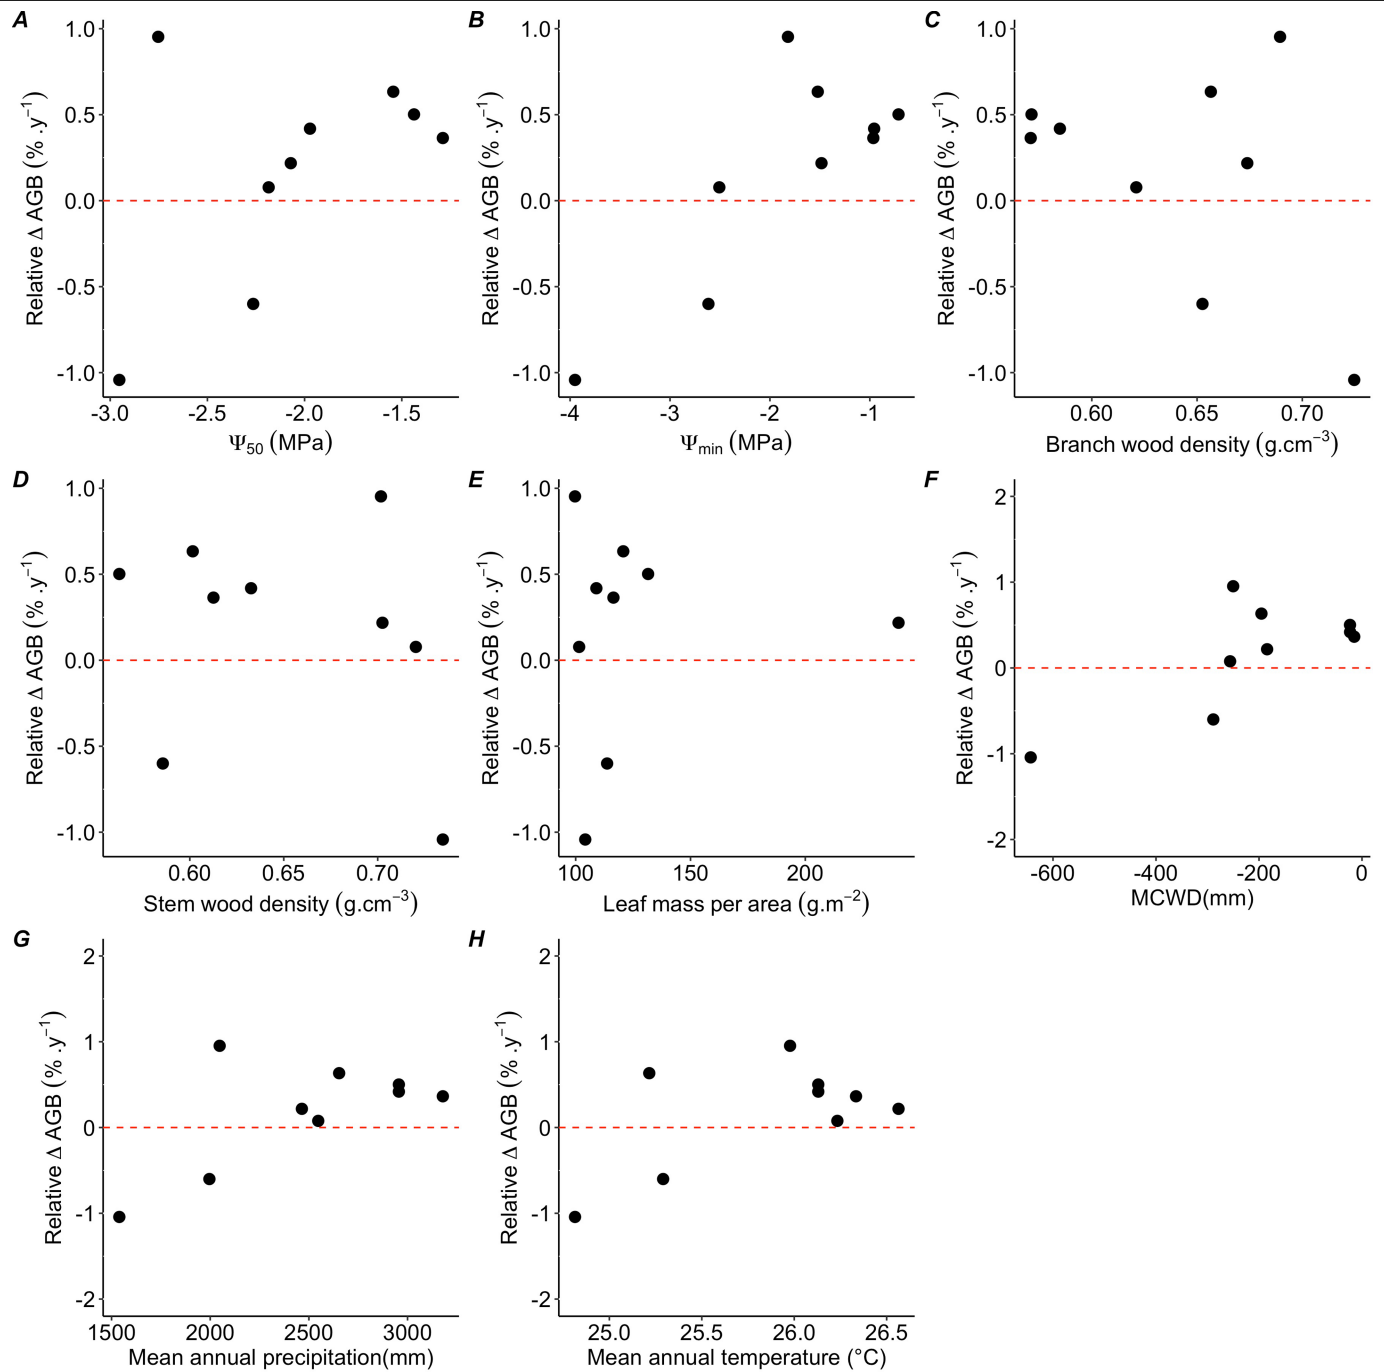 A
Relative Δ AGB (% .y⁻¹)
1.0
0.5
0.0
-0.5
-1.0
-3.0 -2.5 -2.0 -1.5
Ψ₅₀ (MPa)
B
Relative Δ AGB (% .y⁻¹)
1.0
0.5
0.0
-0.5
-1.0
-4 -3 -2 -1
Ψmin (MPa)
C
Relative Δ AGB (% .y⁻¹)
1.0
0.5
0.0
-0.5
-1.0
0.60 0.65 0.70
Branch wood density (g.cm⁻³)
D
Relative Δ AGB (% .y⁻¹)
1.0
0.5
0.0
-0.5
-1.0
0.60 0.65 0.70
Stem wood density (g.cm⁻³)
E
Relative Δ AGB (% .y⁻¹)
1.0
0.5
0.0
-0.5
-1.0
100 150 200
Leaf mass per area (g.m⁻²)
F
Relative Δ AGB (% .y⁻¹)
2
1
0
-1
-2
-600 -400 -200 0
MCWD(mm)
G
Relative Δ AGB (% .y⁻¹)
2
1
0
-1
-2
1500 2000 2500 3000
Mean annual precipitation(mm)
H
Relative Δ AGB (% .y⁻¹)
2
1
0
-1
-2
25.0 25.5 26.0 26.5
Mean annual temperature (°C)